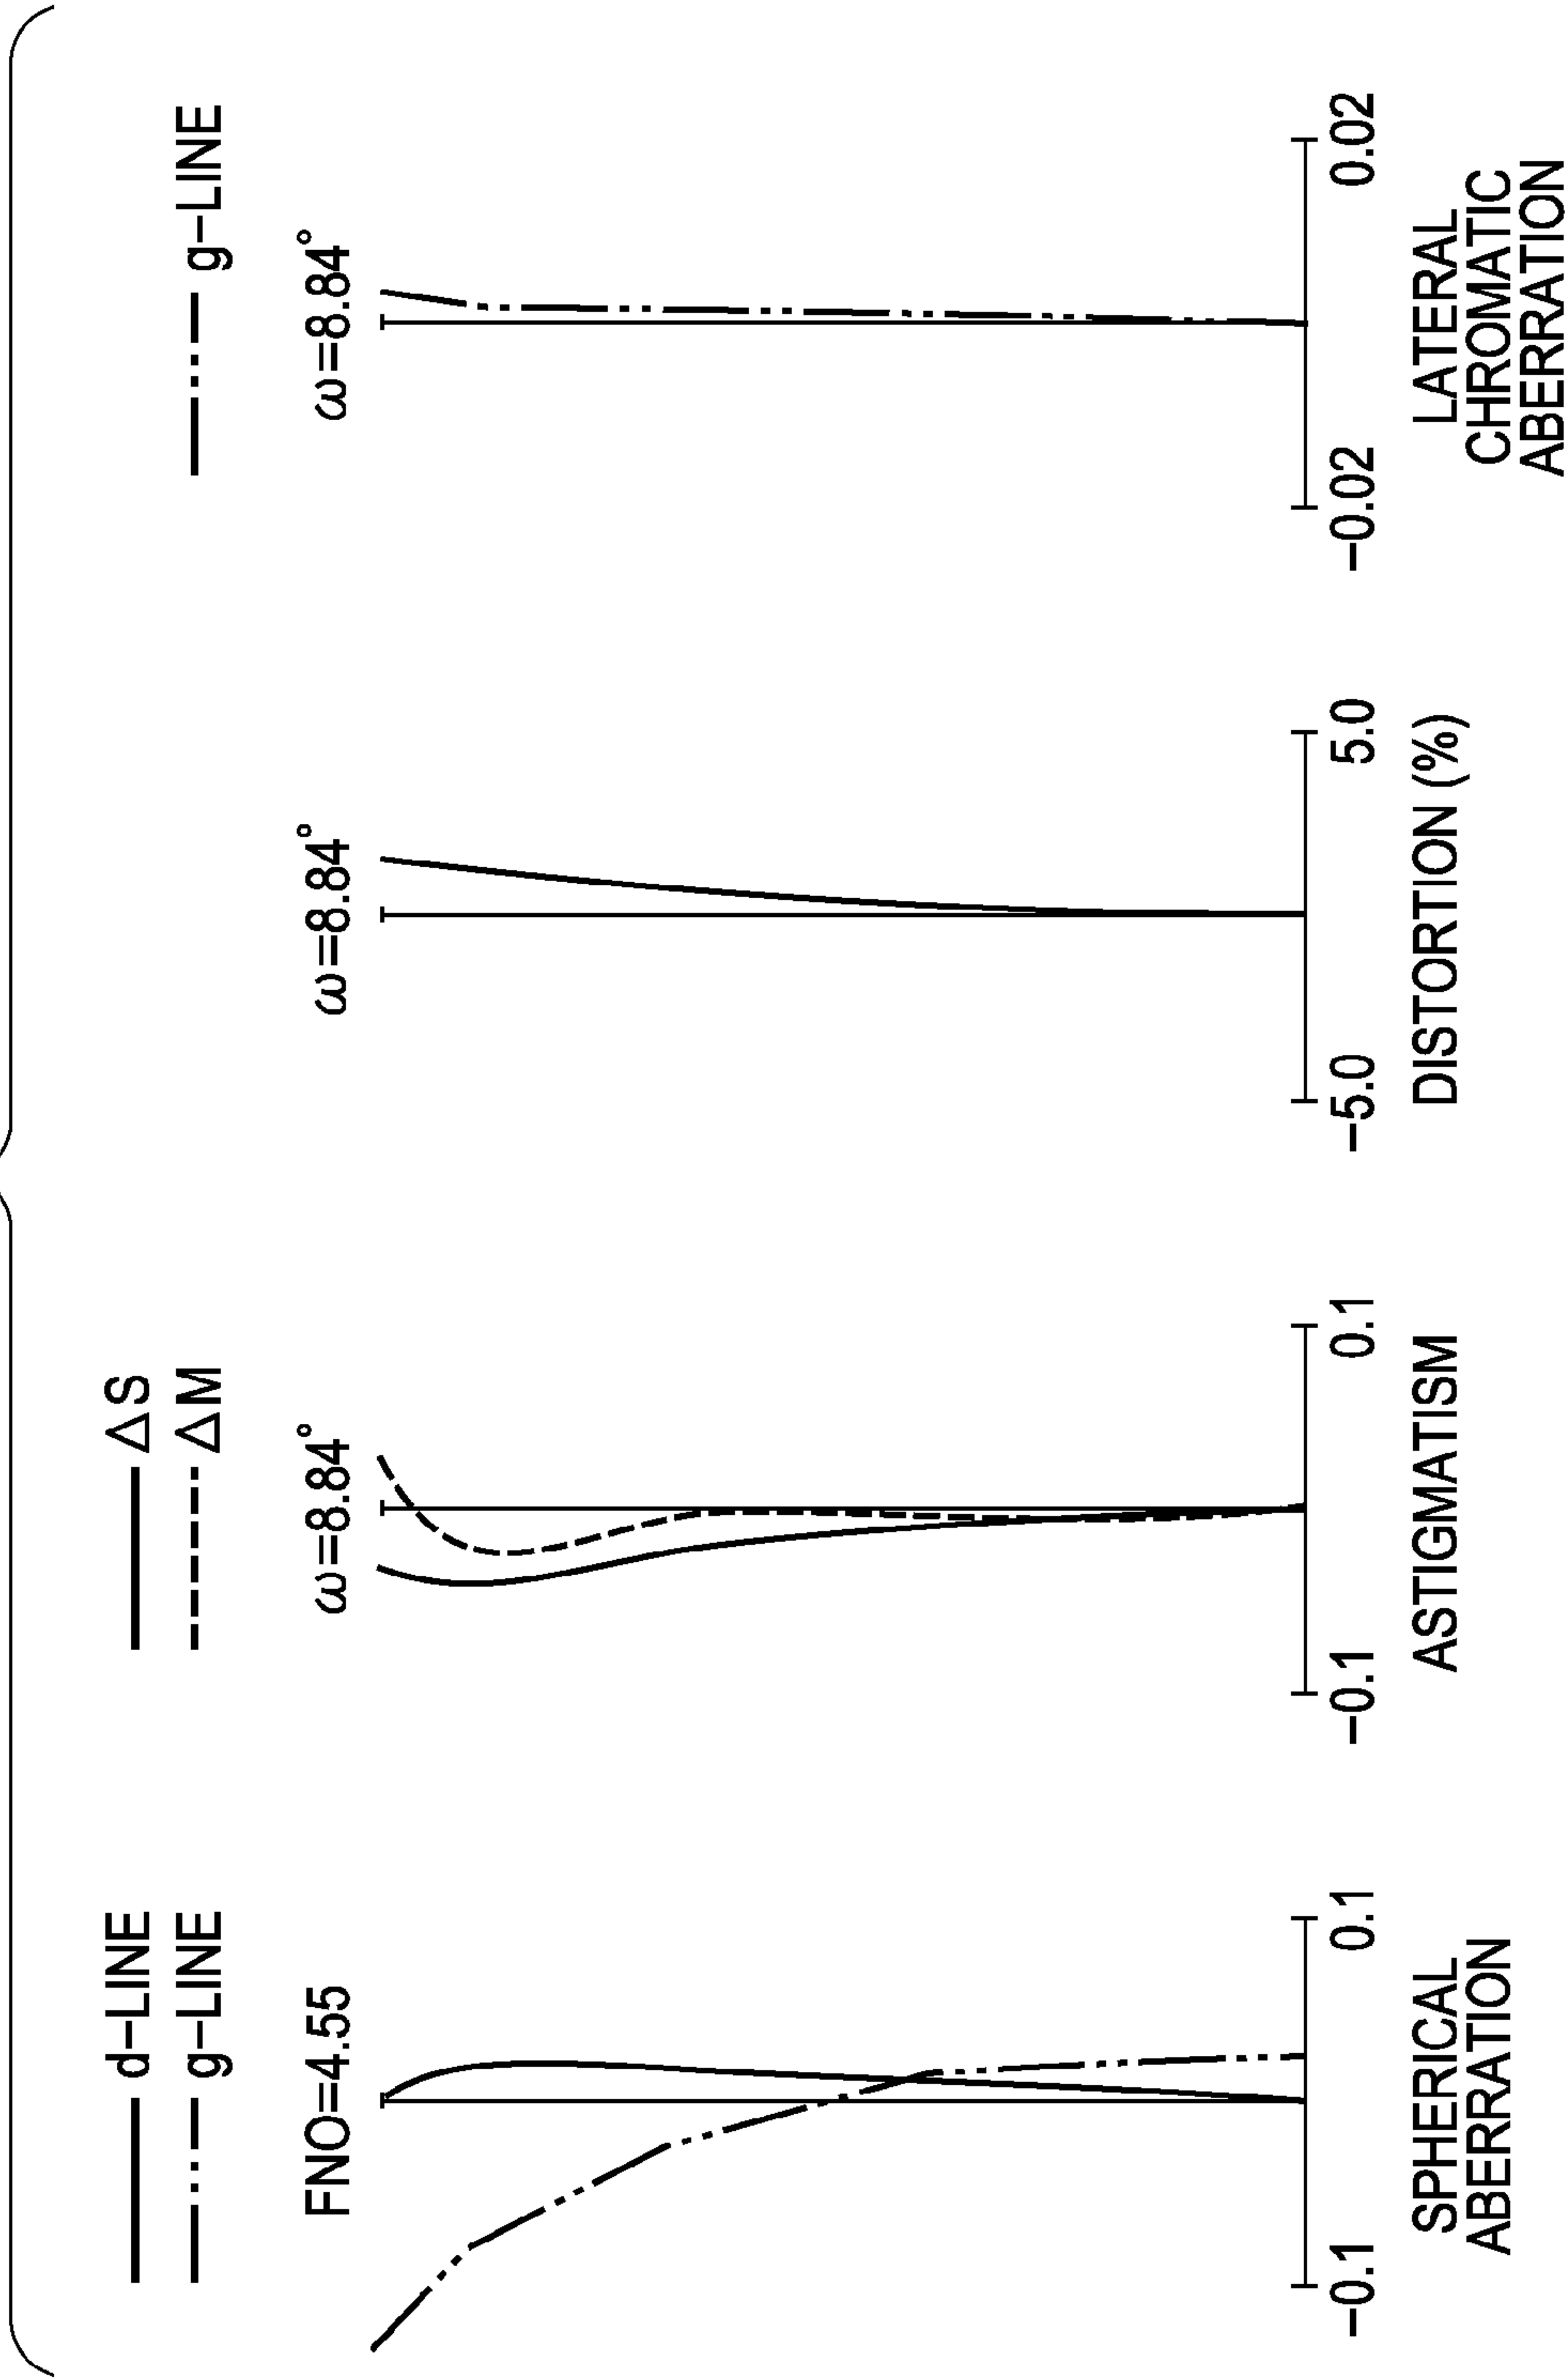 d-LINE
g-LINE
FNO=4.55
-0.1
0.1
SPHERICAL
ABERRATION
ΔS
ΔM
ω=8.84°
-0.1
0.1
ASTIGMATISM
ω=8.84°
-5.0
5.0
DISTORTION (%)
g-LINE
ω=8.84°
-0.02
0.02
LATERAL
CHROMATIC
ABERRATION